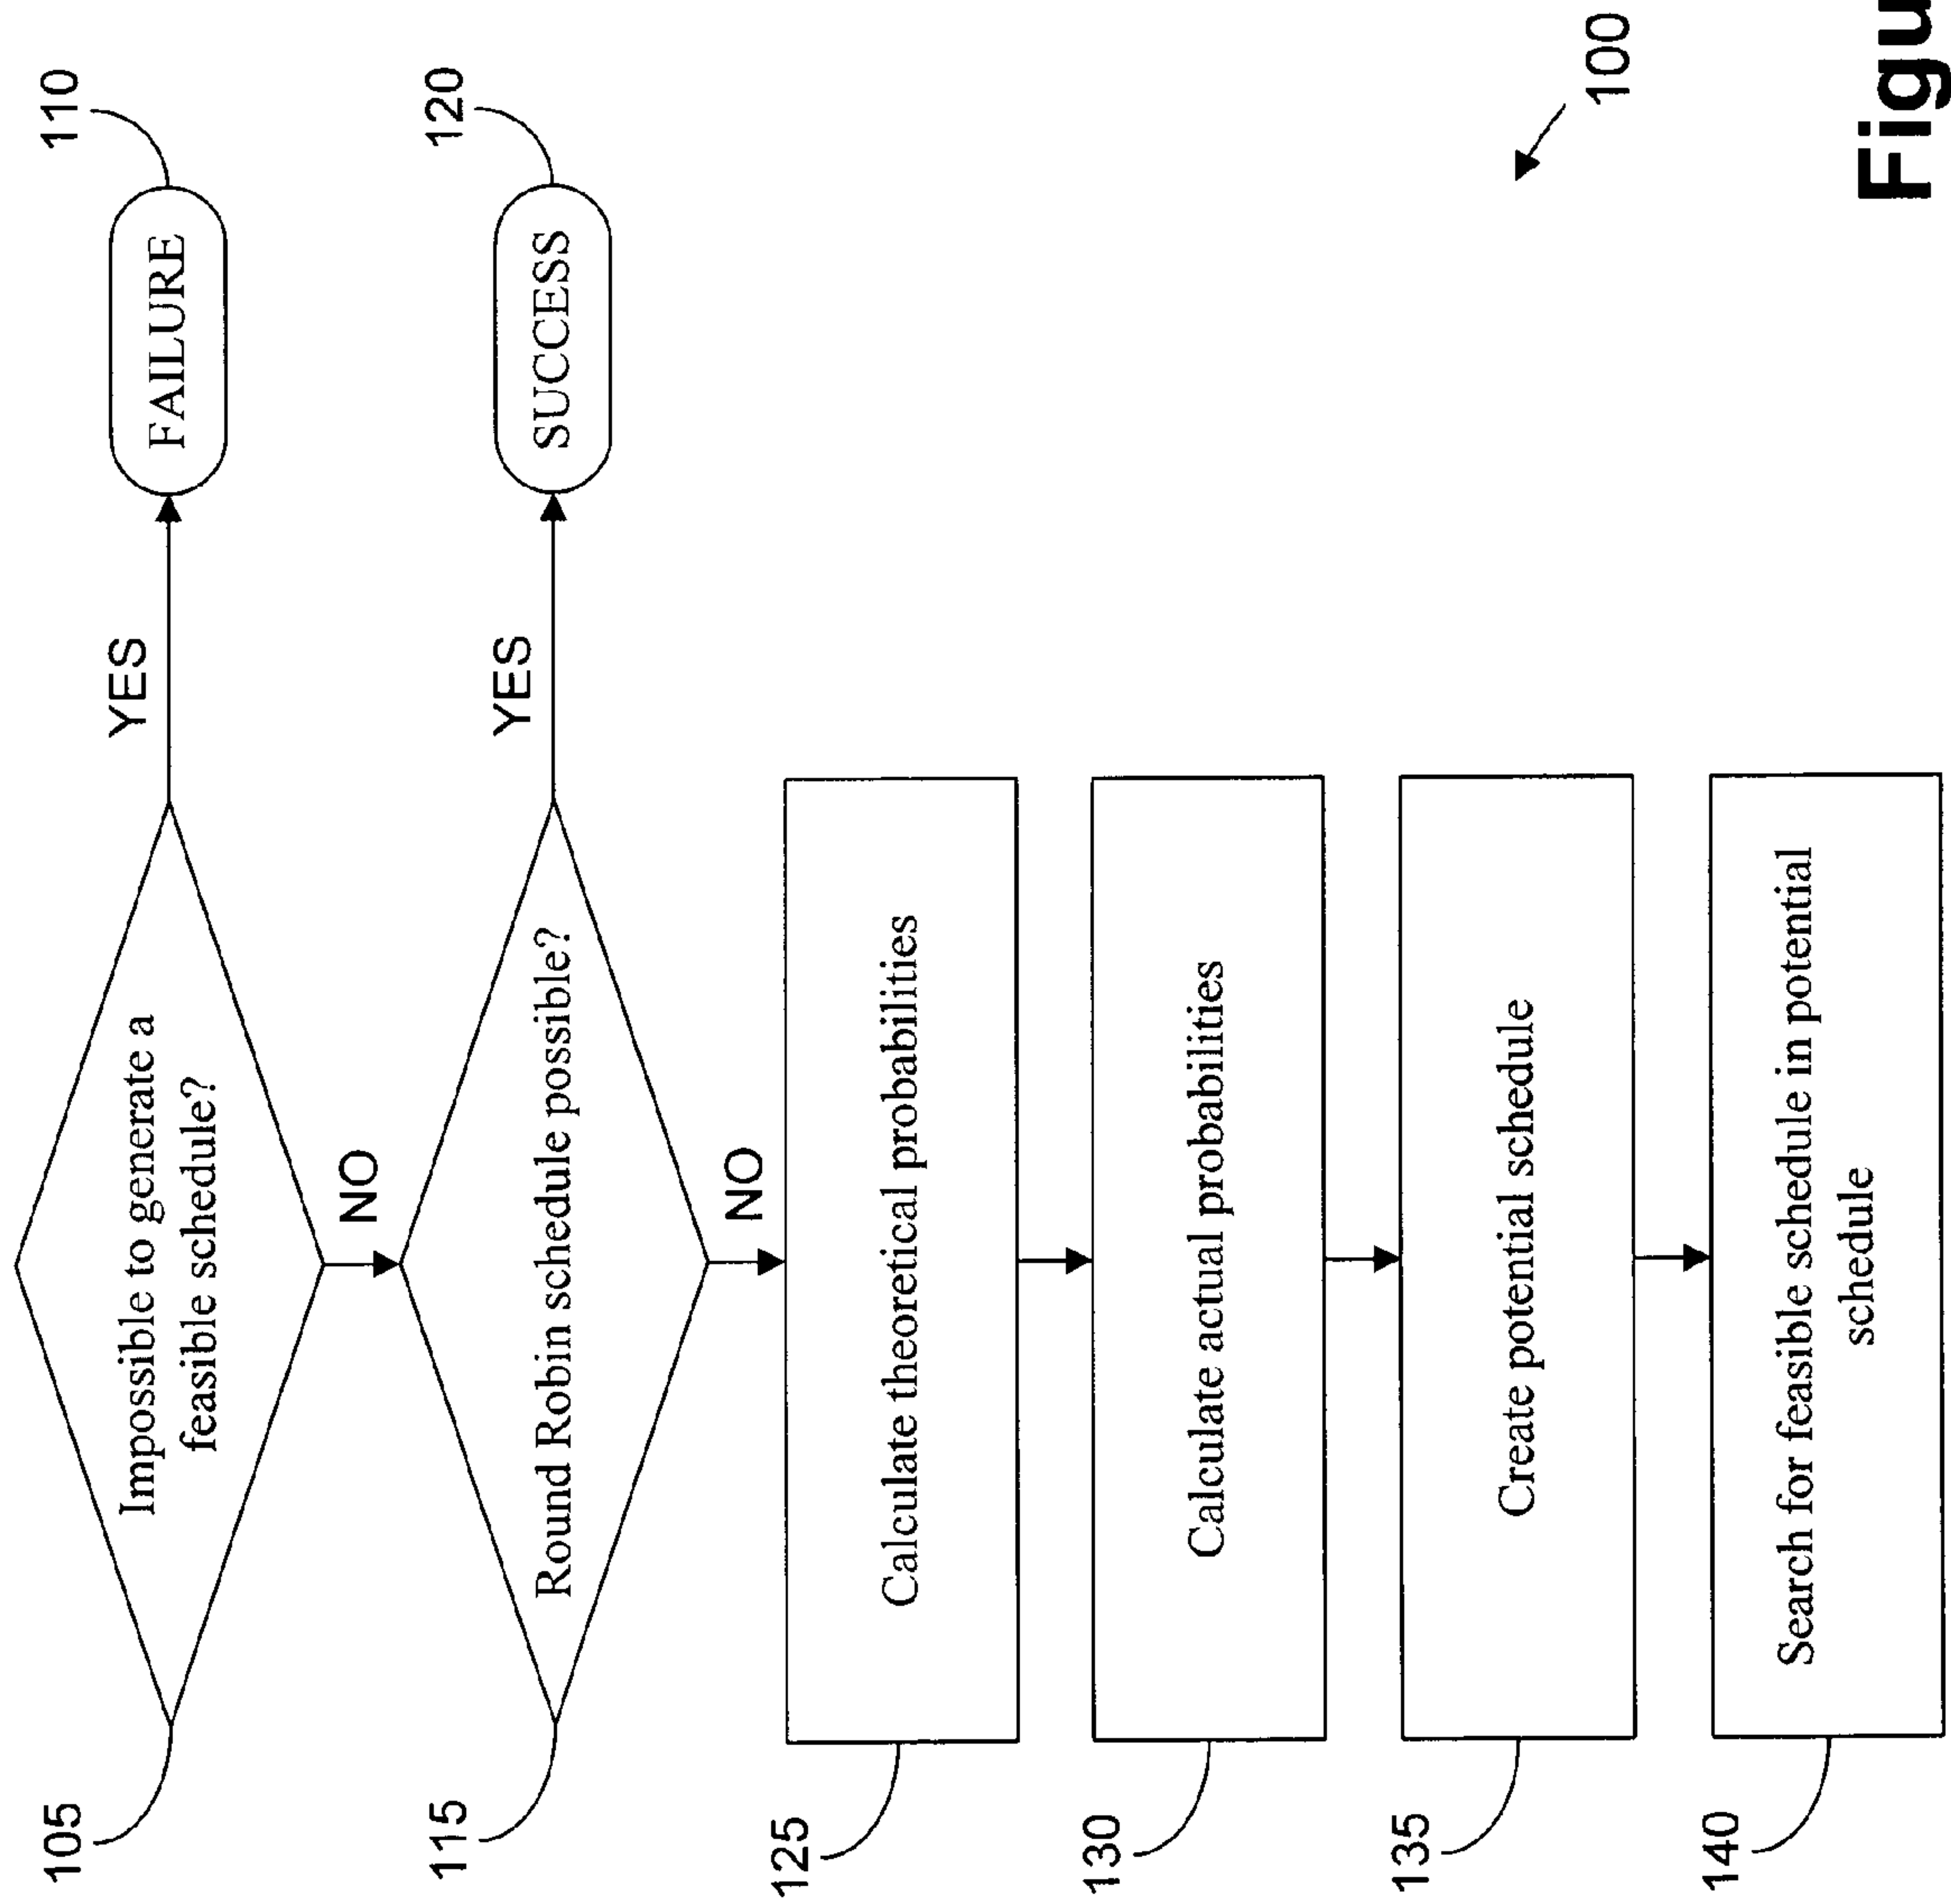 105
Impossible to generate a
feasible schedule?
YES
FAILURE
110
NO
115
Round Robin schedule possible?
YES
SUCCESS
120
NO
125
Calculate theoretical probabilities
130
Calculate actual probabilities
135
Create potential schedule
100
140
Search for feasible schedule in potential
schedule
Figu